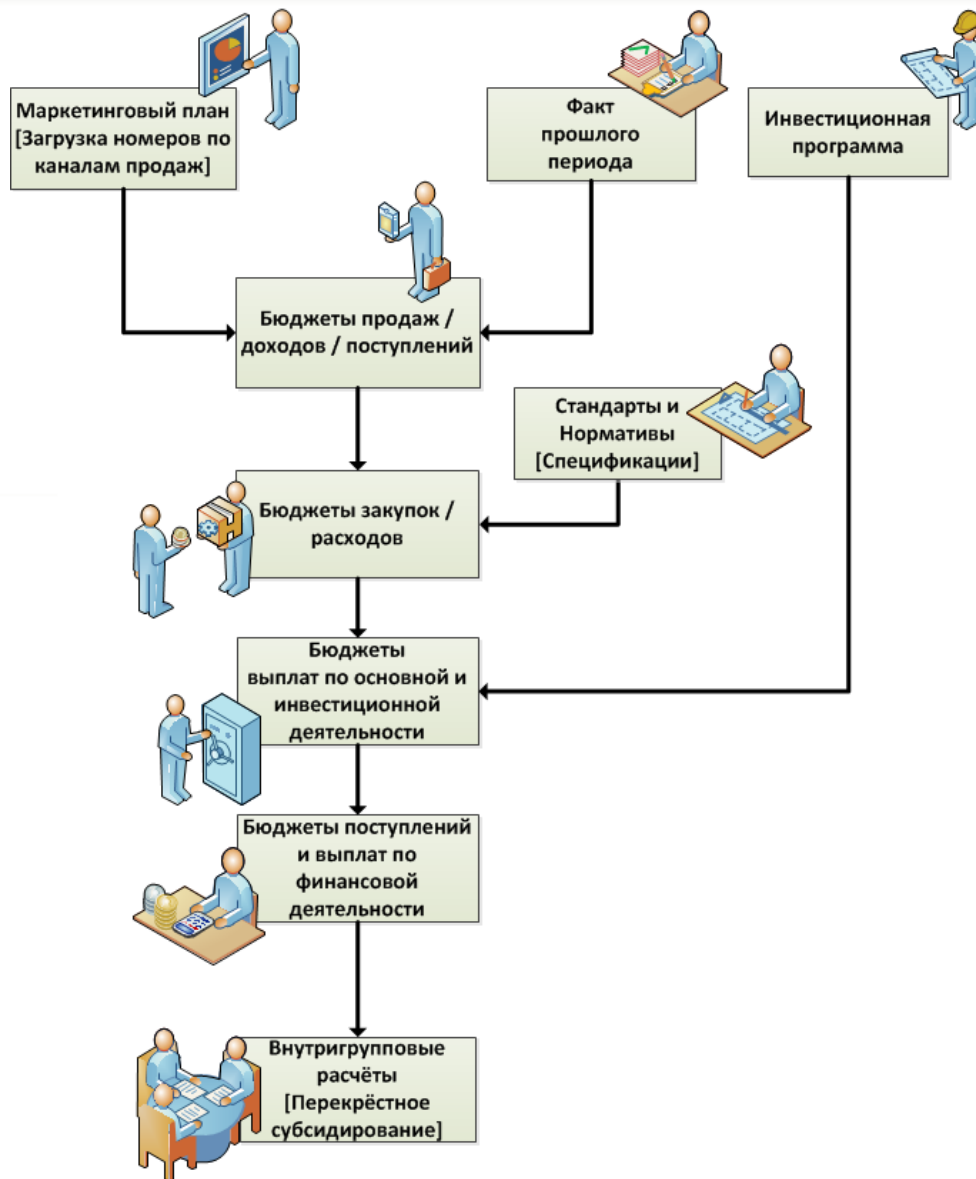 Маркетинговый план
[Загрузка номеров по
каналам продаж]
Факт
прошлого
периода
Инвестиционная
программа
Бюджеты продаж /
доходов / поступлений
Стандарты и
Нормативы
[Спецификации]
Бюджеты закупок /
расходов
Бюджеты
выплат по основной и
инвестиционной
деятельности
Бюджеты поступлений
и выплат по
финансовой
деятельности
Внутригрупповые
расчёты
[Перекрёстное
субсидирование]